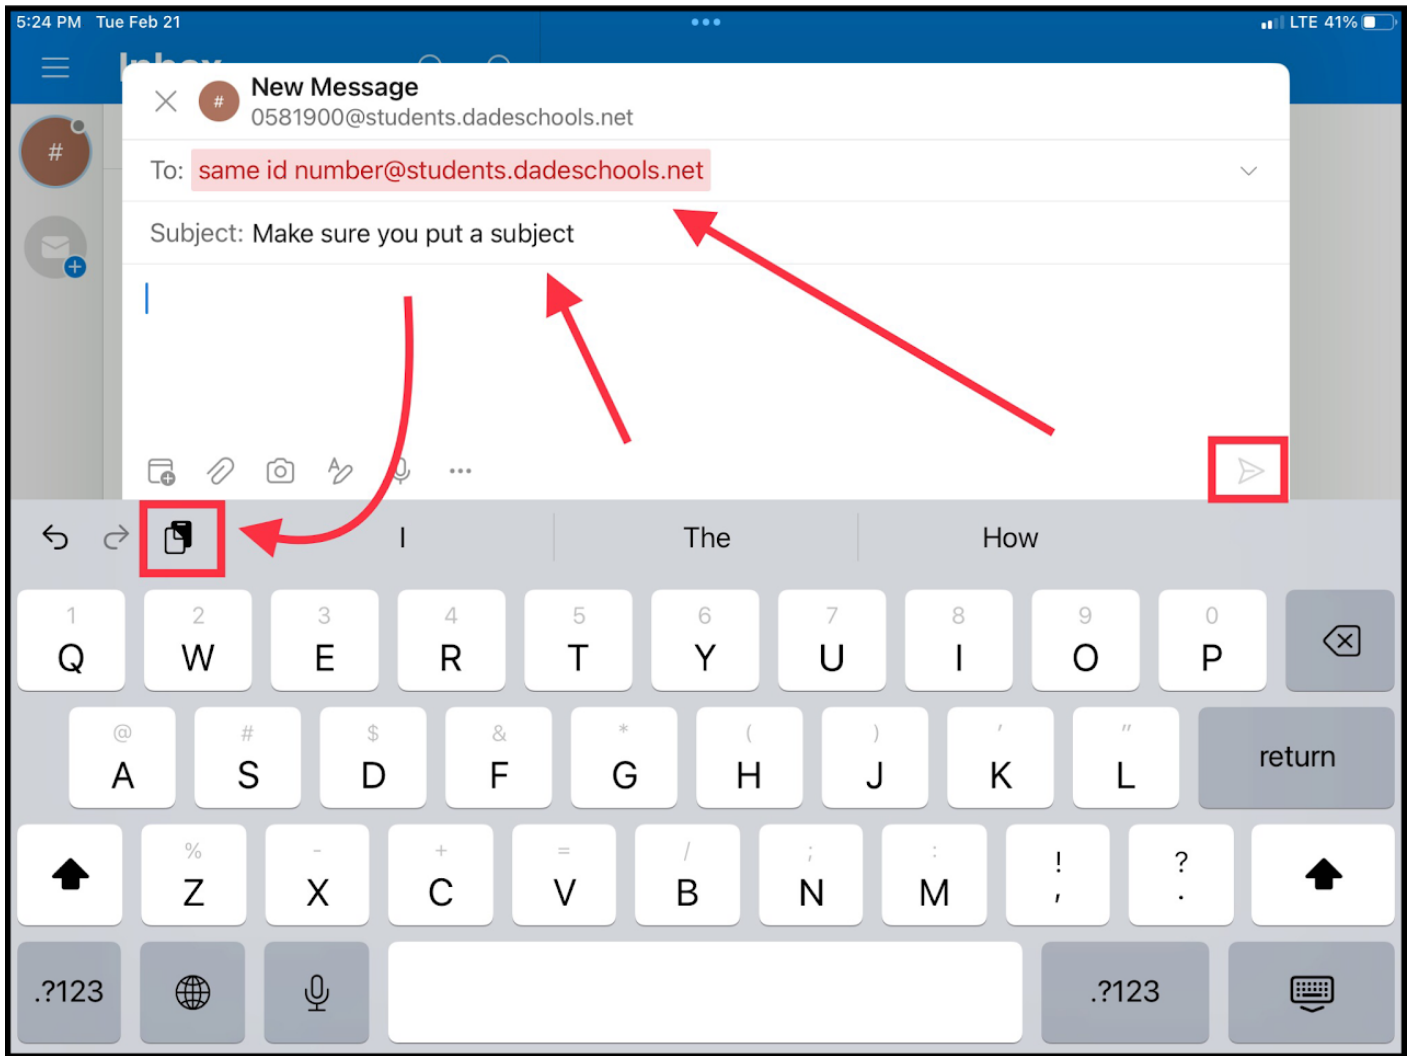 5:24 PM Tue Feb 21
LTE 41%
Inbox
New Message
#
0581900@students.dadeschools.net
#
To: same id number@students.dadeschools.net
Subject: Make sure you put a subject
I The How
1 2 3 4 5 6 7 8 9 0
Q W E R T Y U I O P
@ # $ & * ( ) ' "
A S D F G H J K L return
% - + = / ; : ! ?
Z X C V B N M , .
.?123 .?123